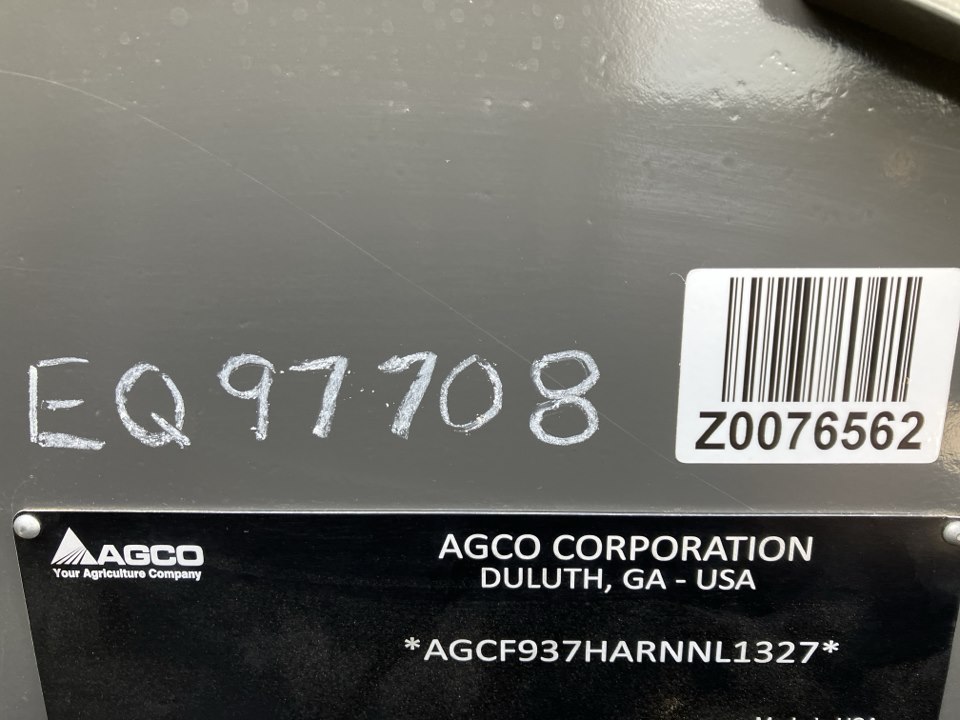 EQ97708
Z0076562
AGCO
Your Agriculture Company
AGCO CORPORATION
DULUTH, GA - USA
*AGCF937HARNNL1327*